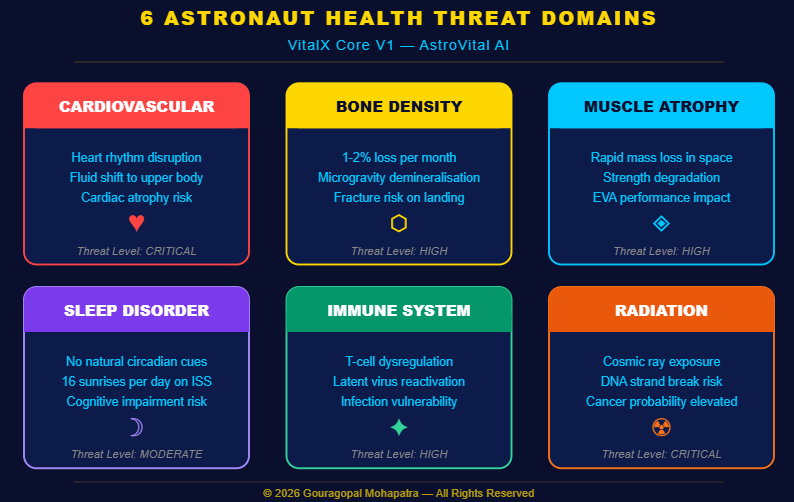 6 ASTRONAUT HEALTH THREAT DOMAINS
VitalX Core V1 — AstroVital AI
CARDIOVASCULAR
Heart rhythm disruption
Fluid shift to upper body
Cardiac atrophy risk
Threat Level: CRITICAL
BONE DENSITY
1-2% loss per month
Microgravity demineralisation
Fracture risk on landing
Threat Level: HIGH
MUSCLE ATROPHY
Rapid mass loss in space
Strength degradation
EVA performance impact
Threat Level: HIGH
SLEEP DISORDER
No natural circadian cues
16 sunrises per day on ISS
Cognitive impairment risk
Threat Level: MODERATE
IMMUNE SYSTEM
T-cell dysregulation
Latent virus reactivation
Infection vulnerability
Threat Level: HIGH
RADIATION
Cosmic ray exposure
DNA strand break risk
Cancer probability elevated
Threat Level: CRITICAL
© 2026 Gouragopal Mohapatra — All Rights Reserved